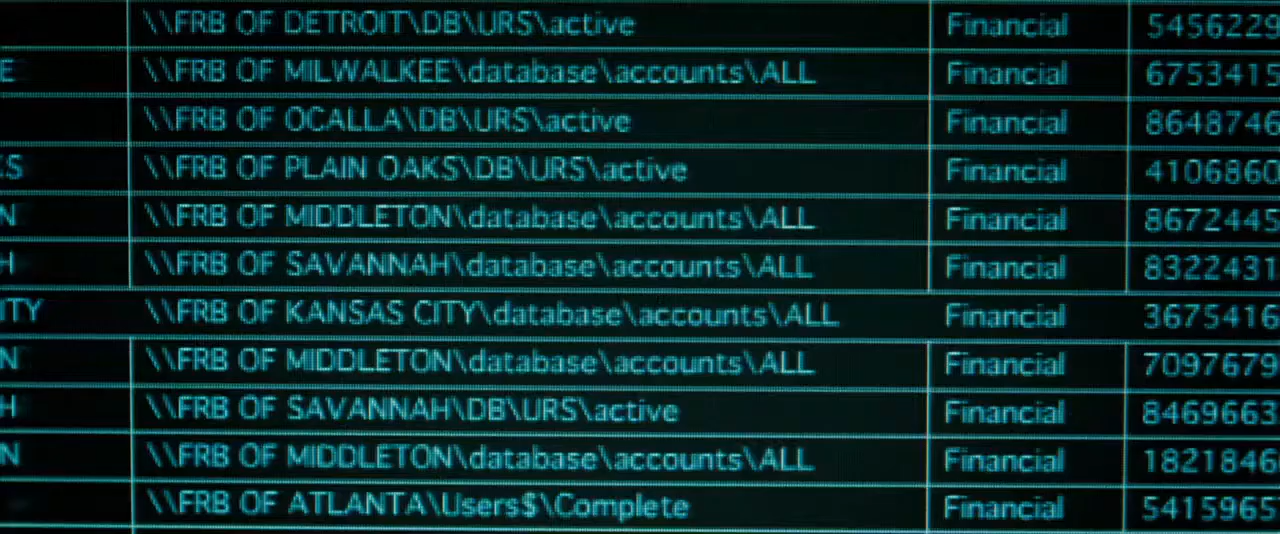 \\FRB OF DETROIT\DB\URS\active Financial 5456229
E \\FRB OF MILWALKEE\database\accounts\ALL Financial 6753415
\\FRB OF OCALLA\DB\URS\active Financial 8648746
KS \\FRB OF PLAIN OAKS\DB\URS\active Financial 4106860
N \\FRB OF MIDDLETON\database\accounts\ALL Financial 8672445
H \\FRB OF SAVANNAH\database\accounts\ALL Financial 8322431
ITY \\FRB OF KANSAS CITY\database\accounts\ALL Financial 3675416
N \\FRB OF MIDDLETON\database\accounts\ALL Financial 7097679
H \\FRB OF SAVANNAH\DB\URS\active Financial 8469663
N \\FRB OF MIDDLETON\database\accounts\ALL Financial 1821846
\\FRB OF ATLANTA\Users$\Complete Financial 5415965